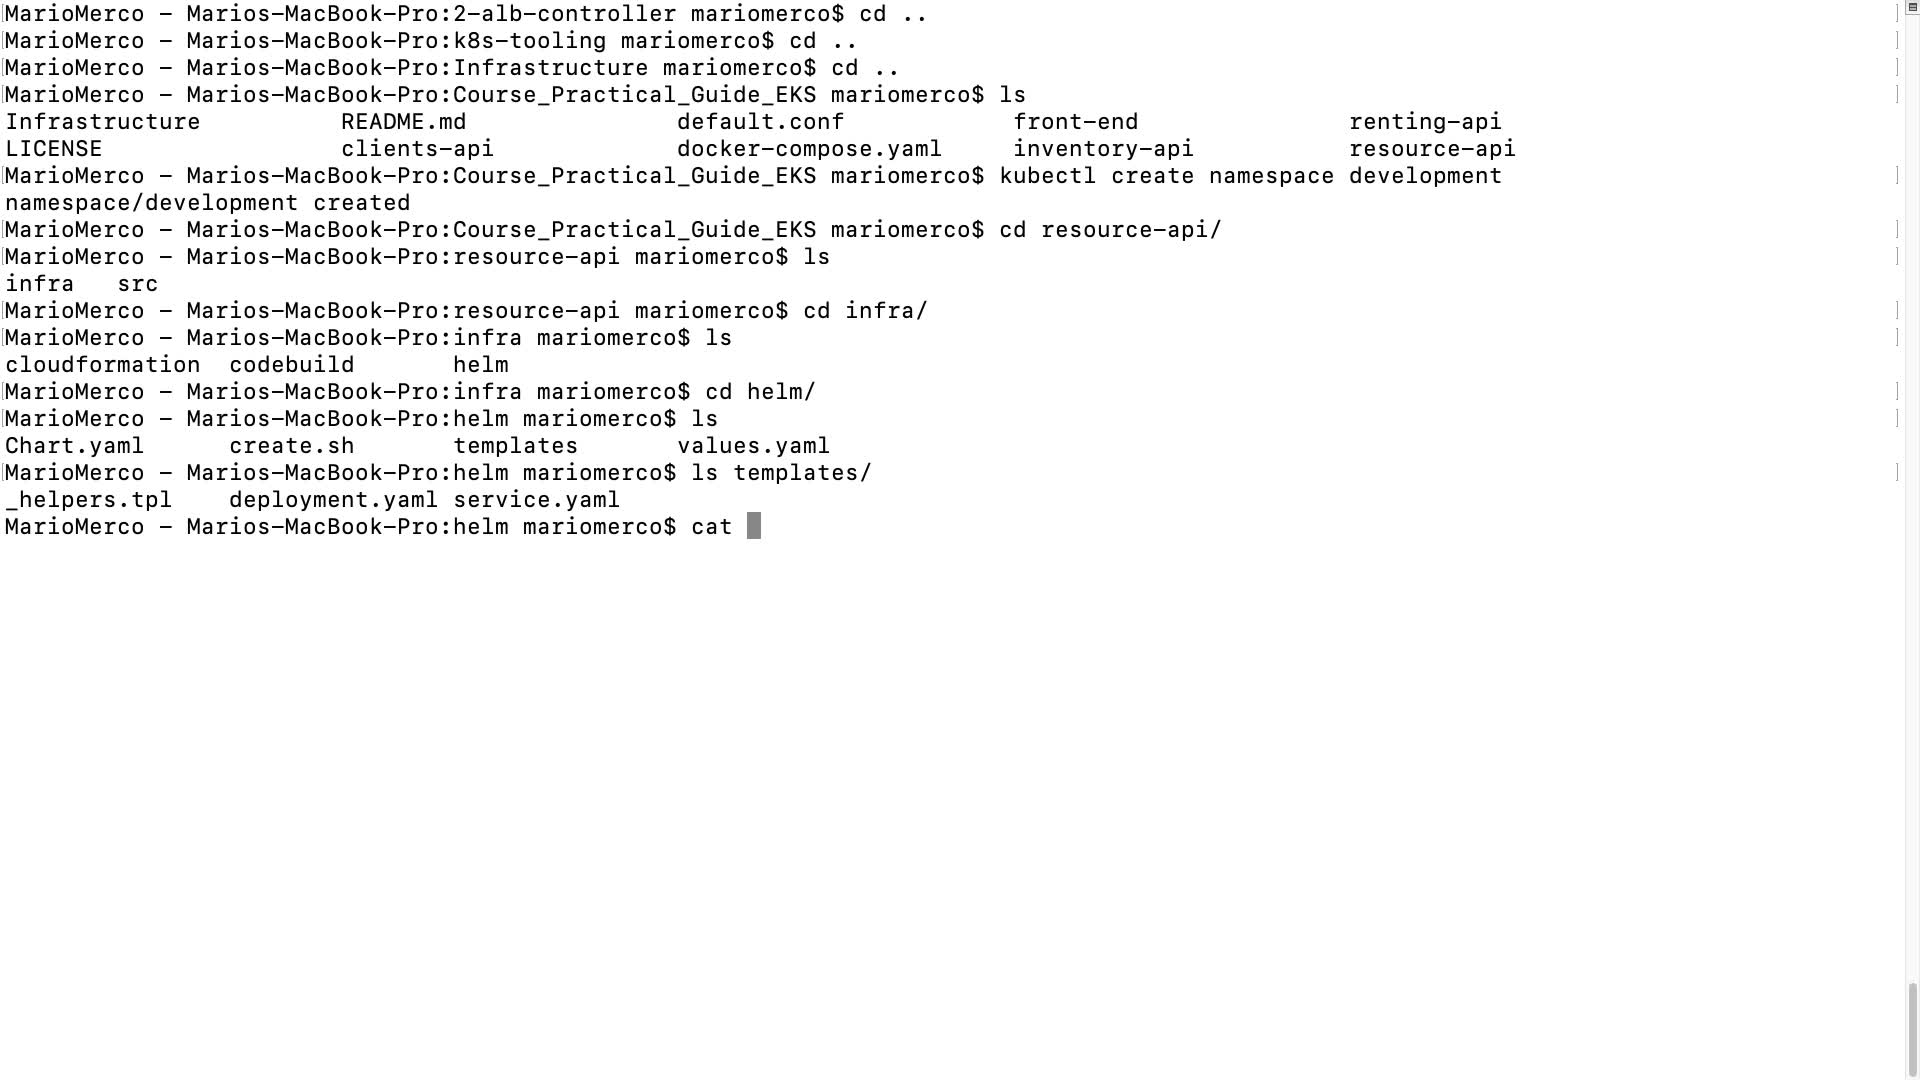 MarioMerco – Marios-MacBook-Pro:2-alb-controller mariomerco$ cd ..
MarioMerco – Marios-MacBook-Pro:k8s-tooling mariomerco$ cd ..
MarioMerco – Marios-MacBook-Pro:Infrastructure mariomerco$ cd ..
MarioMerco – Marios-MacBook-Pro:Course_Practical_Guide_EKS mariomerco$ ls
Infrastructure          README.md               default.conf            front-end               renting-api
LICENSE                 clients-api             docker-compose.yaml     inventory-api           resource-api
MarioMerco – Marios-MacBook-Pro:Course_Practical_Guide_EKS mariomerco$ kubectl create namespace development
namespace/development created
MarioMerco – Marios-MacBook-Pro:Course_Practical_Guide_EKS mariomerco$ cd resource-api/
MarioMerco – Marios-MacBook-Pro:resource-api mariomerco$ ls
infra   src
MarioMerco – Marios-MacBook-Pro:resource-api mariomerco$ cd infra/
MarioMerco – Marios-MacBook-Pro:infra mariomerco$ ls
cloudformation  codebuild       helm
MarioMerco – Marios-MacBook-Pro:infra mariomerco$ cd helm/
MarioMerco – Marios-MacBook-Pro:helm mariomerco$ ls
Chart.yaml      create.sh       templates       values.yaml
MarioMerco – Marios-MacBook-Pro:helm mariomerco$ ls templates/
_helpers.tpl    deployment.yaml service.yaml
MarioMerco – Marios-MacBook-Pro:helm mariomerco$ cat